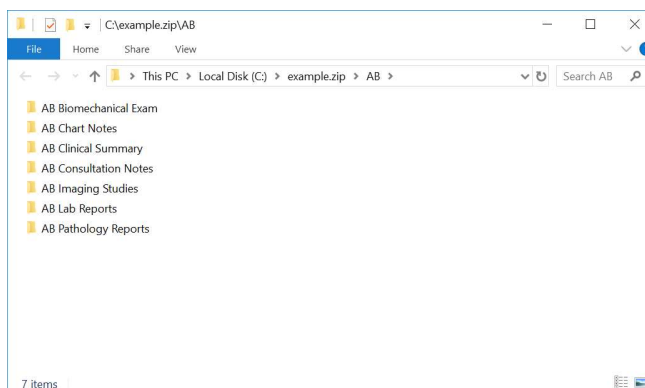 C:\example.zip\AB
File Home Share View
This PC > Local Disk (C:) > example.zip > AB > Search AB
AB Biomechanical Exam
AB Chart Notes
AB Clinical Summary
AB Consultation Notes
AB Imaging Studies
AB Lab Reports
AB Pathology Reports
7 items